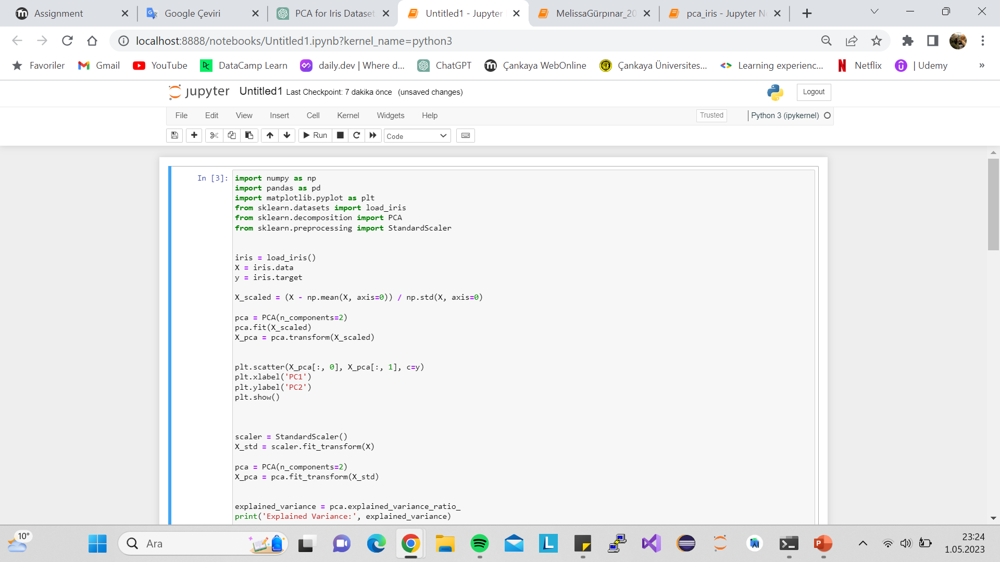 Assignment
Google Çeviri
PCA for Iris Dataset
Untitled1 - Jupyter
MelissaGürpınar_20
pca_iris - Jupyter N
localhost:8888/notebooks/Untitled1.ipynb?kernel_name=python3
Favoriler
Gmail
YouTube
DataCamp Learn
daily.dev | Where d...
ChatGPT
Çankaya WebOnline
Çankaya Üniversites...
Learning experienc...
Netflix
| Udemy
»
jupyter
Untitled1 Last Checkpoint: 7 dakika önce (unsaved changes)
Logout
File Edit View Insert Cell Kernel Widgets Help
Trusted
Python 3 (ipykernel)
Run
Code
In [3]:
import numpy as np
import pandas as pd
import matplotlib.pyplot as plt
from sklearn.datasets import load_iris
from sklearn.decomposition import PCA
from sklearn.preprocessing import StandardScaler
iris = load_iris()
X = iris.data
y = iris.target
X_scaled = (X - np.mean(X, axis=0)) / np.std(X, axis=0)
pca = PCA(n_components=2)
pca.fit(X_scaled)
X_pca = pca.transform(X_scaled)
plt.scatter(X_pca[:, 0], X_pca[:, 1], c=y)
plt.xlabel('PC1')
plt.ylabel('PC2')
plt.show()
scaler = StandardScaler()
X_std = scaler.fit_transform(X)
pca = PCA(n_components=2)
X_pca = pca.fit_transform(X_std)
explained_variance = pca.explained_variance_ratio_
print('Explained Variance:', explained_variance)
10°
Ara
23:24
1.05.2023